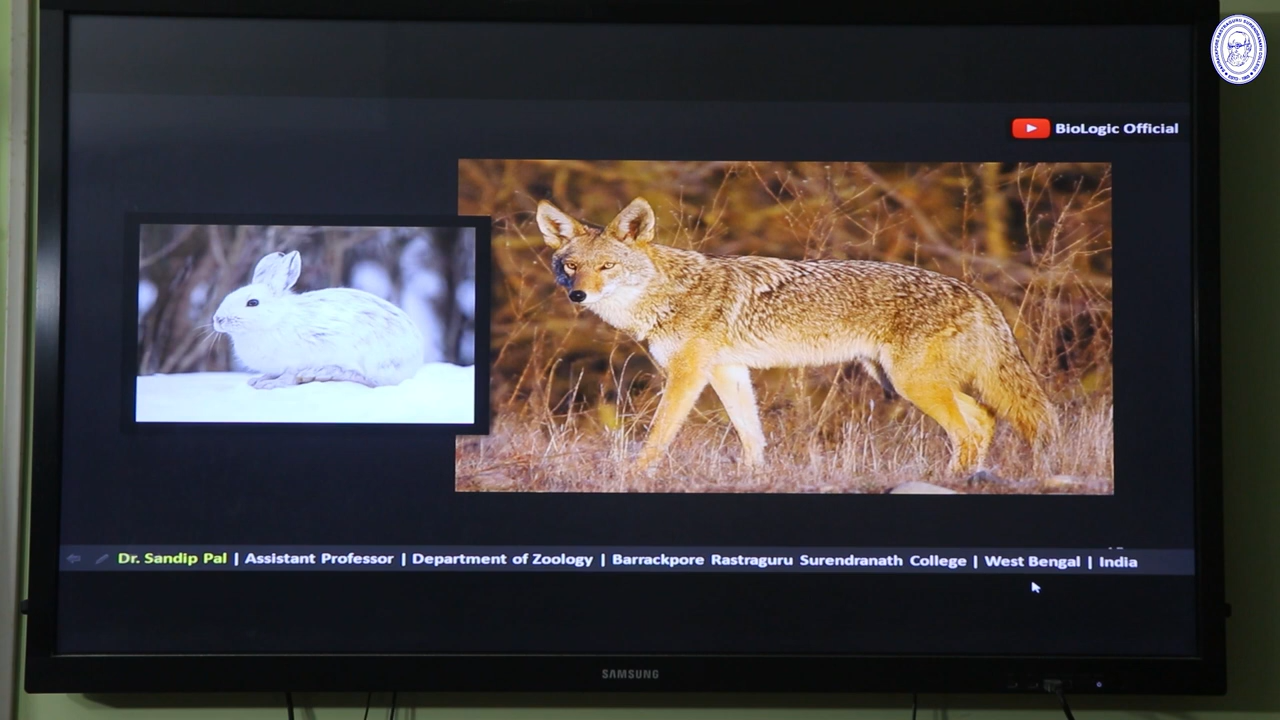 BioLogic Official
Dr. Sandip Pal | Assistant Professor | Department of Zoology | Barrackpore Rastraguru Surendranath College | West Bengal | India
SAMSUNG